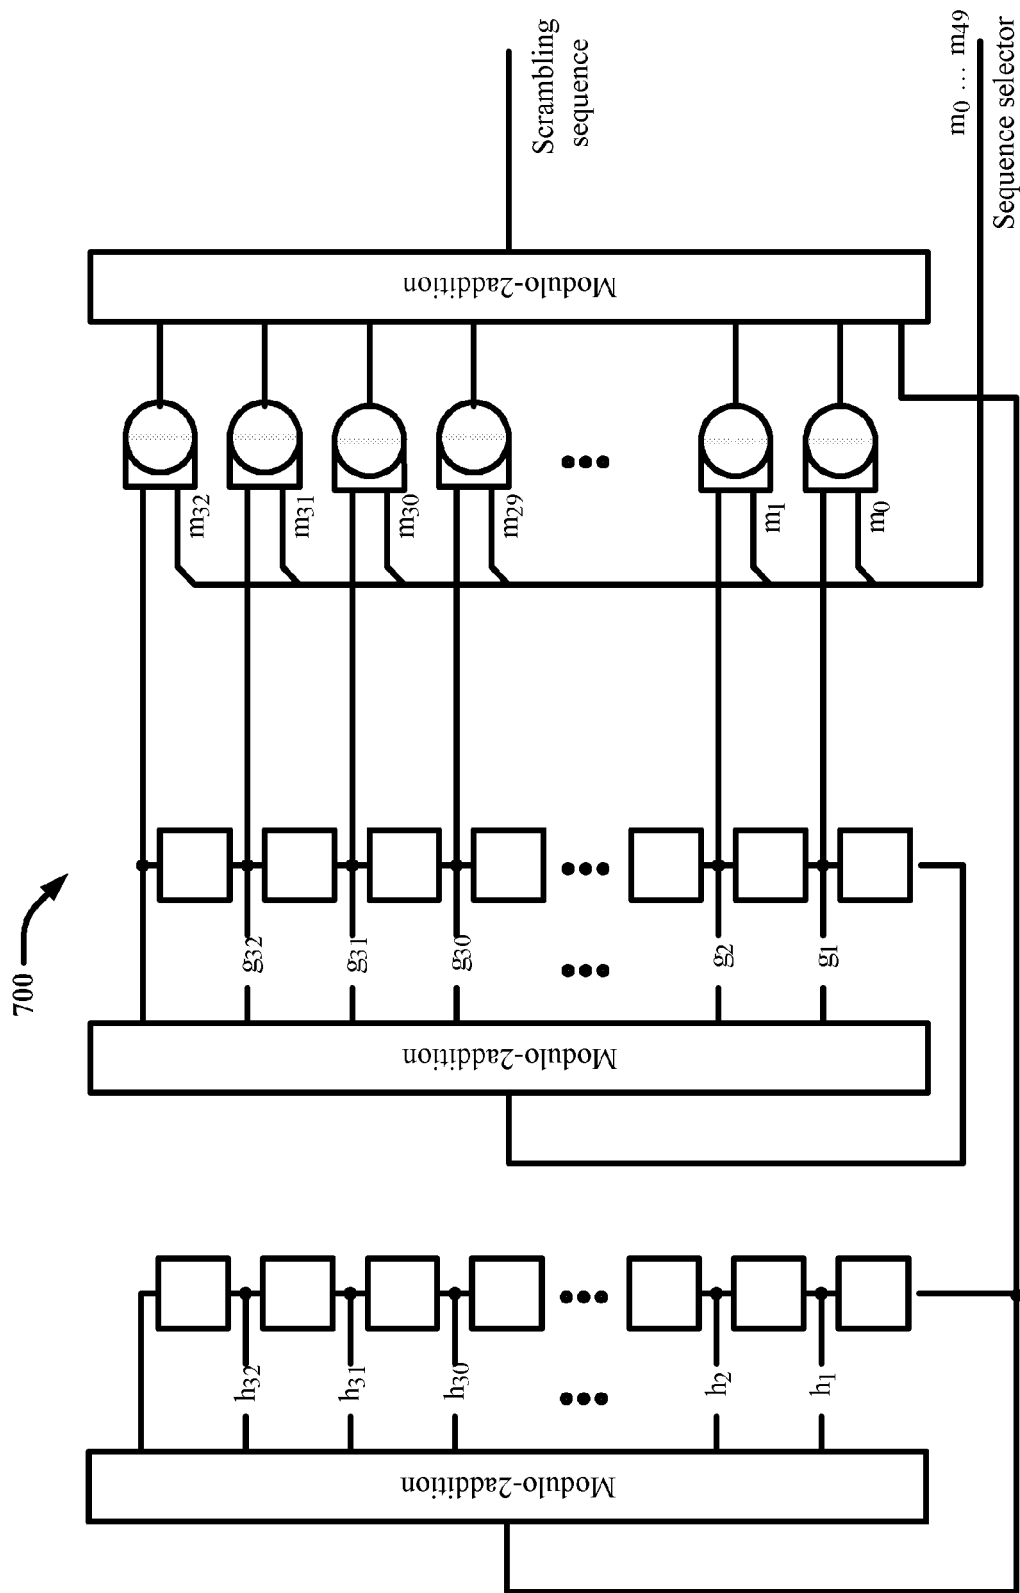 700
Scrambling
sequence
m0 … m49
Sequence selector
Modulo-2addition
m32
m31
m30
m29
m1
m0
g32
g31
g30
g2
g1
Modulo-2addition
h32
h31
h30
h2
h1
Modulo-2addition